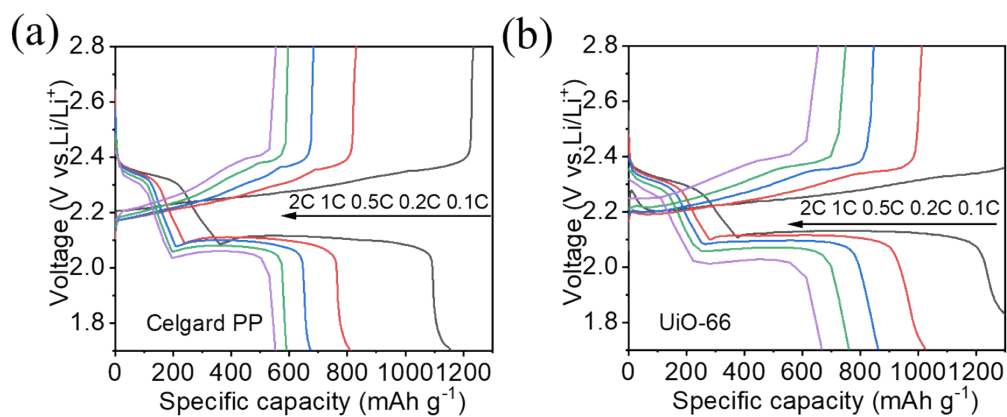 (a)
2.8
2.6
2.4
2.2
2.0
1.8
Voltage (V vs.Li/Li⁺)
2C 1C 0.5C 0.2C 0.1C
Celgard PP
0 200 400 600 800 1000 1200
Specific capacity (mAh g⁻¹)
(b)
2.8
2.6
2.4
2.2
2.0
1.8
Voltage (V vs.Li/Li⁺)
2C 1C 0.5C 0.2C 0.1C
UiO-66
0 200 400 600 800 1000 1200
Specific capacity (mAh g⁻¹)